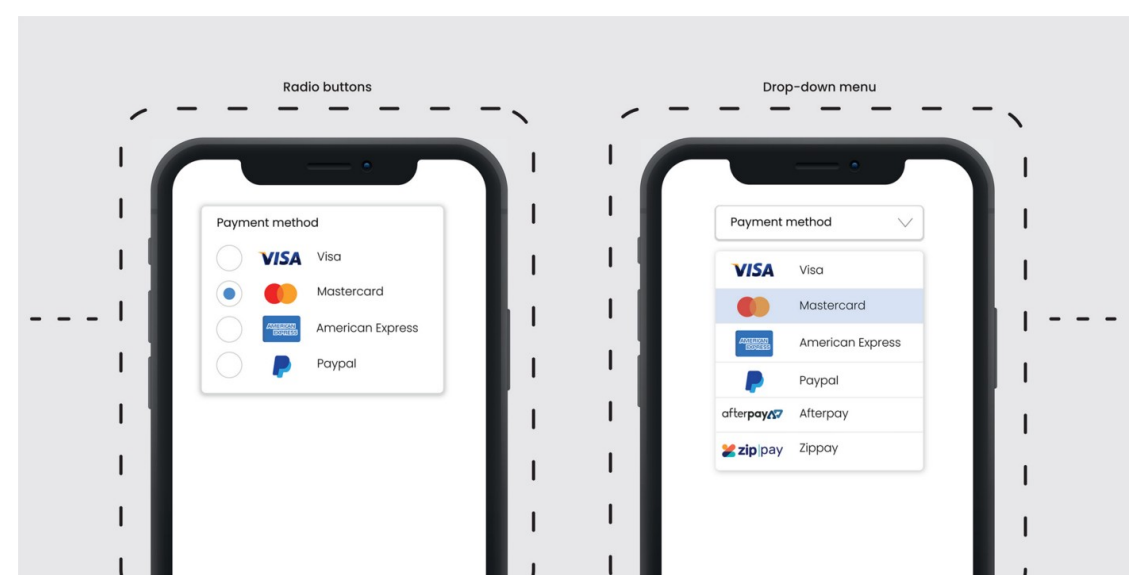 Radio buttons
Payment method
VISA Visa
Mastercard
AMERICAN EXPRESS American Express
Paypal
Drop-down menu
Payment method
VISA Visa
Mastercard
AMERICAN EXPRESS American Express
Paypal
afterpay Afterpay
zip|pay Zippay